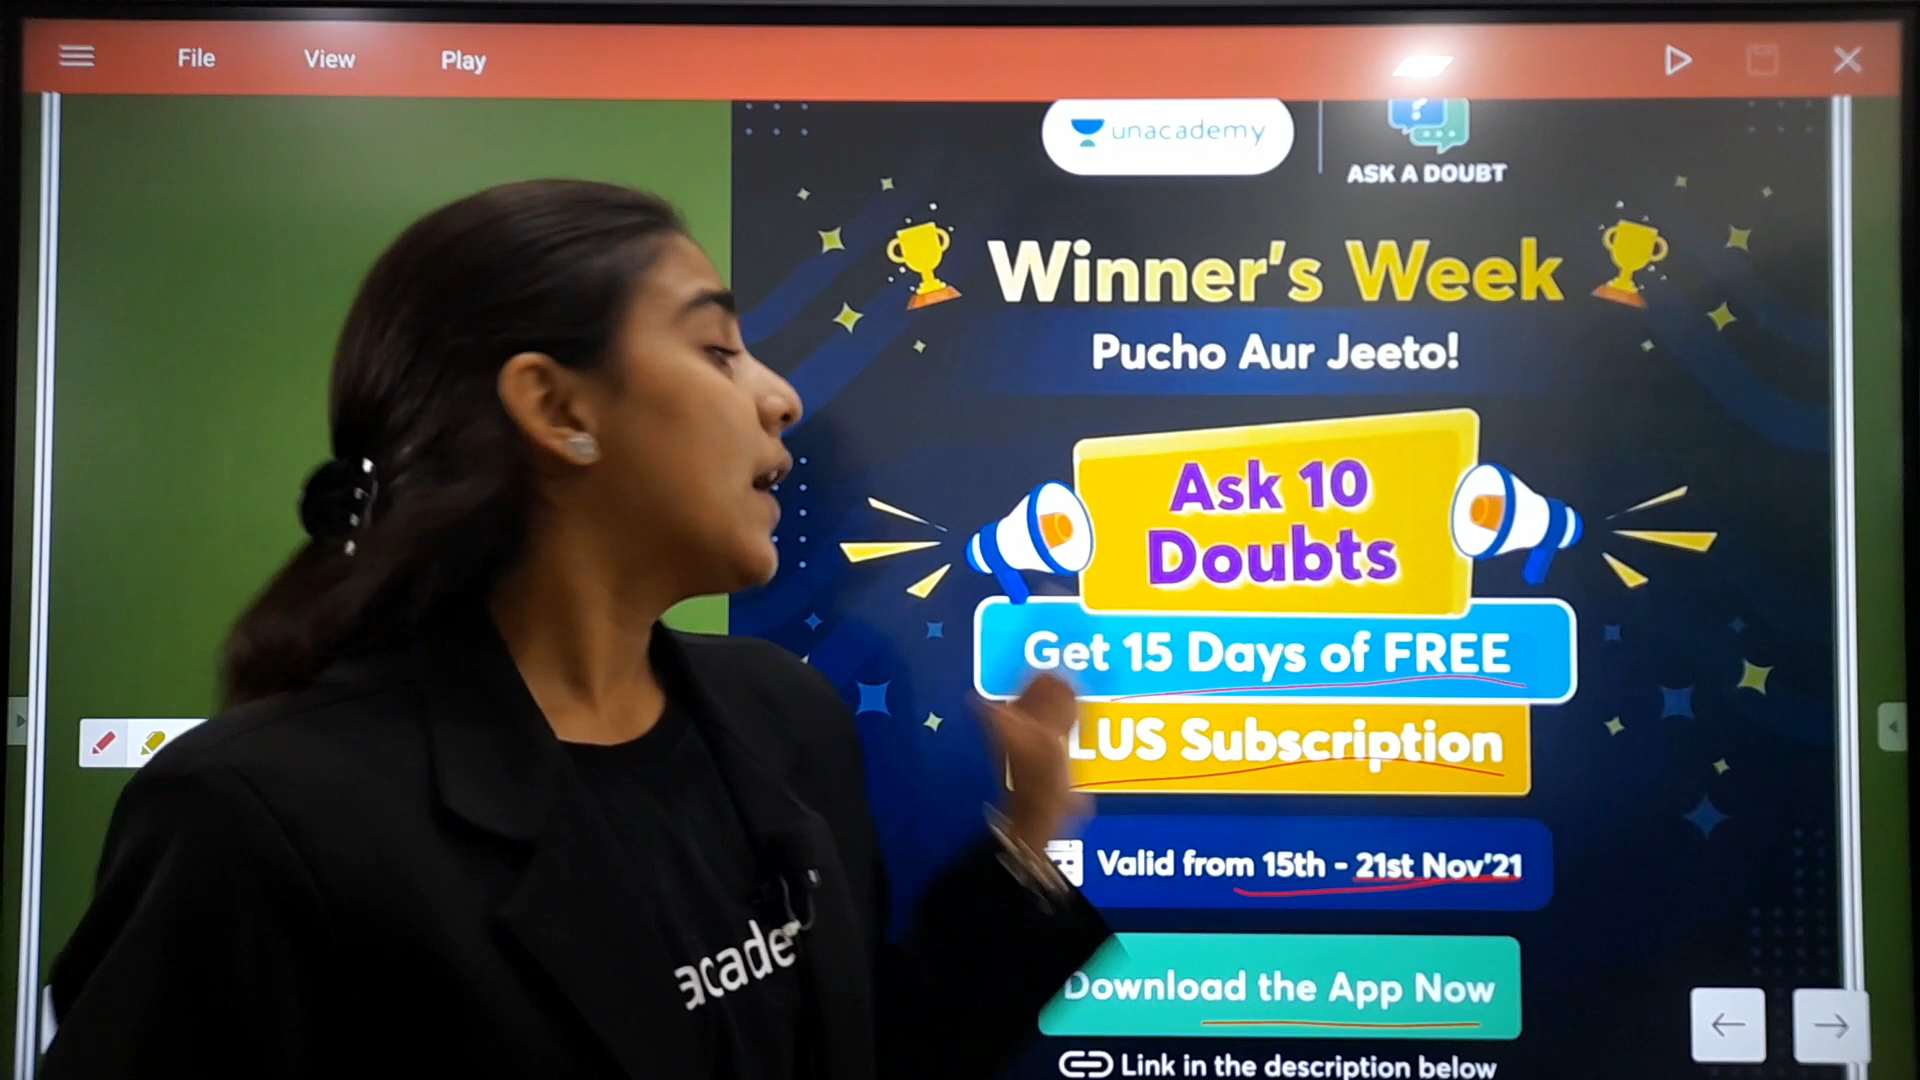 File View Play
unacademy
ASK A DOUBT
Winner's Week
Pucho Aur Jeeto!
Ask 10
Doubts
Get 15 Days of FREE
LUS Subscription
Valid from 15th - 21st Nov'21
Download the App Now
Link in the description below
acade